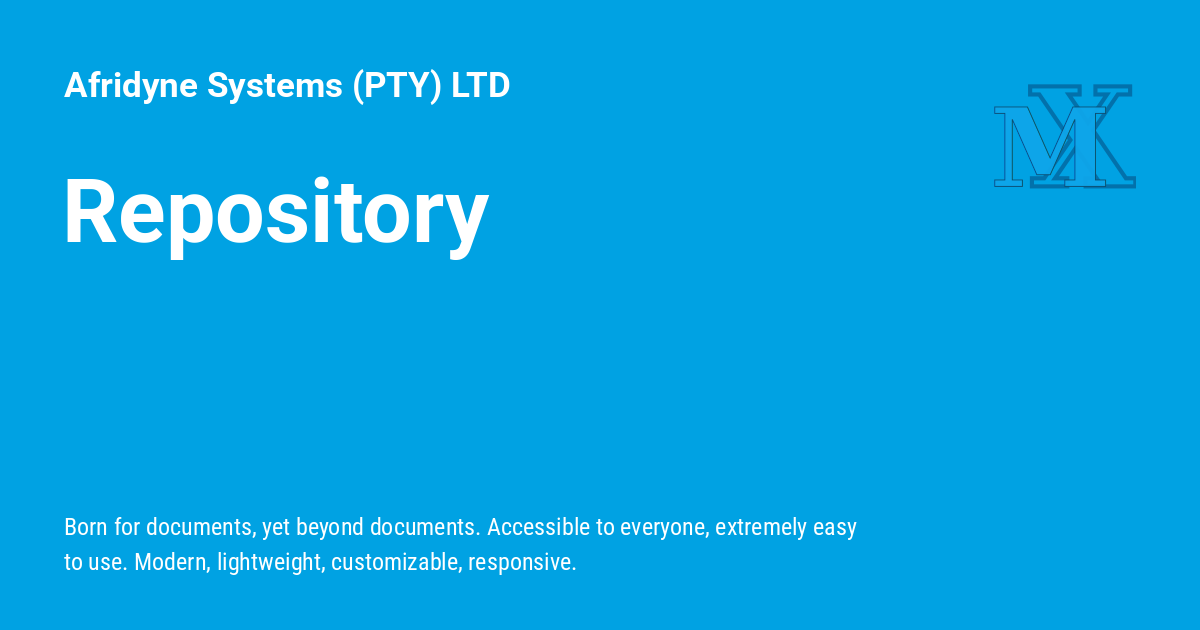 Afridyne Systems (PTY) LTD
MX
Repository
Born for documents, yet beyond documents. Accessible to everyone, extremely easy
to use. Modern, lightweight, customizable, responsive.